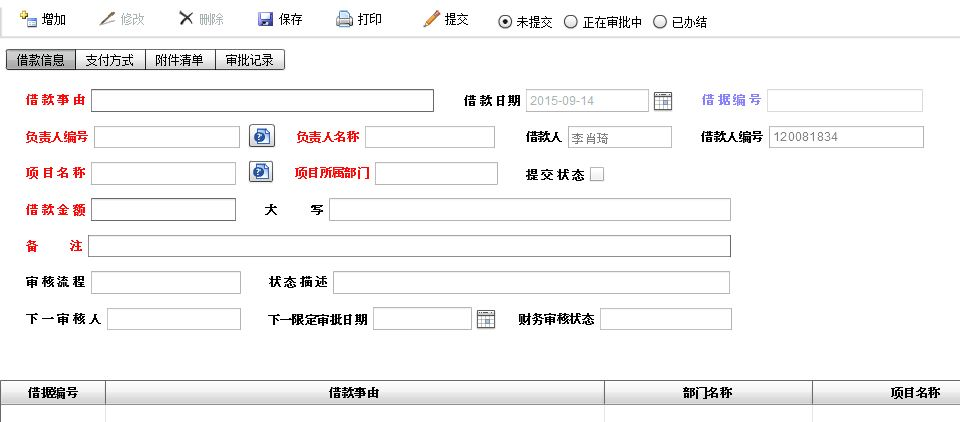 增加 修改 删除 保存 打印 提交 未提交 正在审批中 已办结
借款信息 支付方式 附件清单 审批记录
借款事由 借款日期 2015-09-14 借据编号
负责人编号 负责人名称 借款人 李肖琦 借款人编号 120081834
项目名称 项目所属部门 提交状态
借款金额 大 写
备 注
审核流程 状态描述
下一审核人 下一限定审批日期 财务审核状态
借据编号 借款事由 部门名称 项目名称